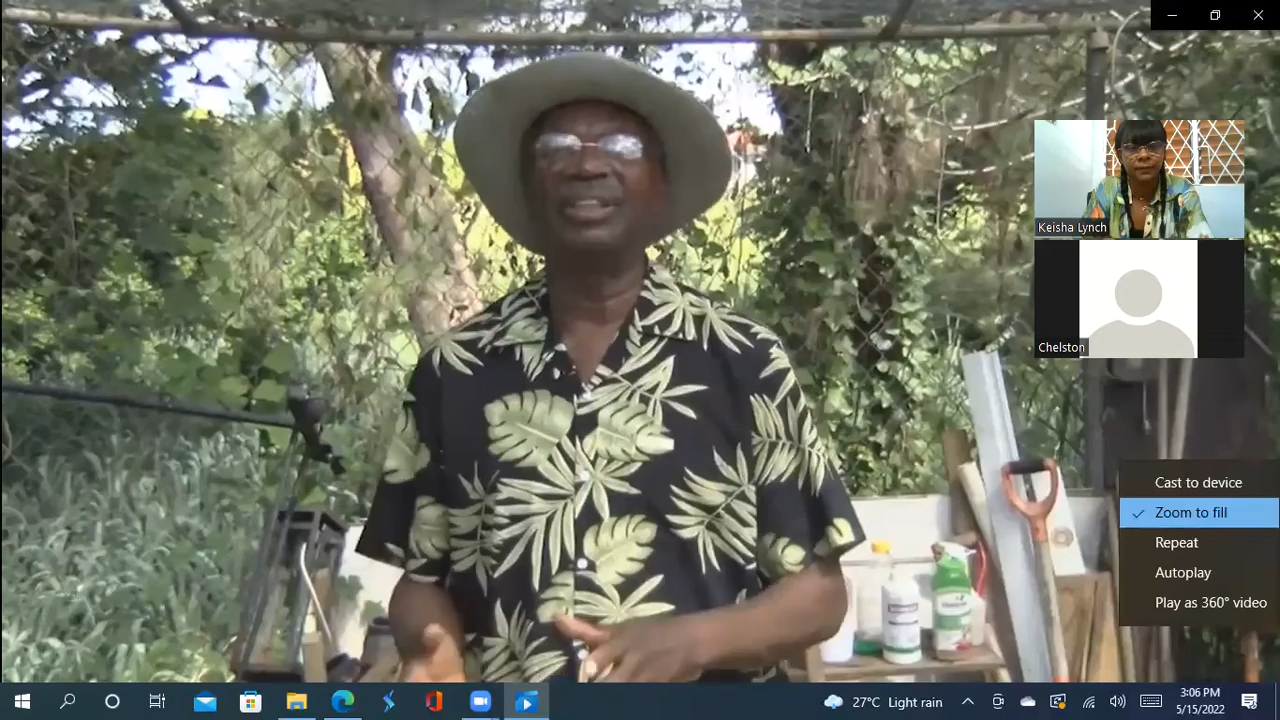 Keisha Lynch
Chelston
Cast to device
Zoom to fill
Repeat
Autoplay
Play as 360° video
27°C Light rain
3:06 PM
5/15/2022